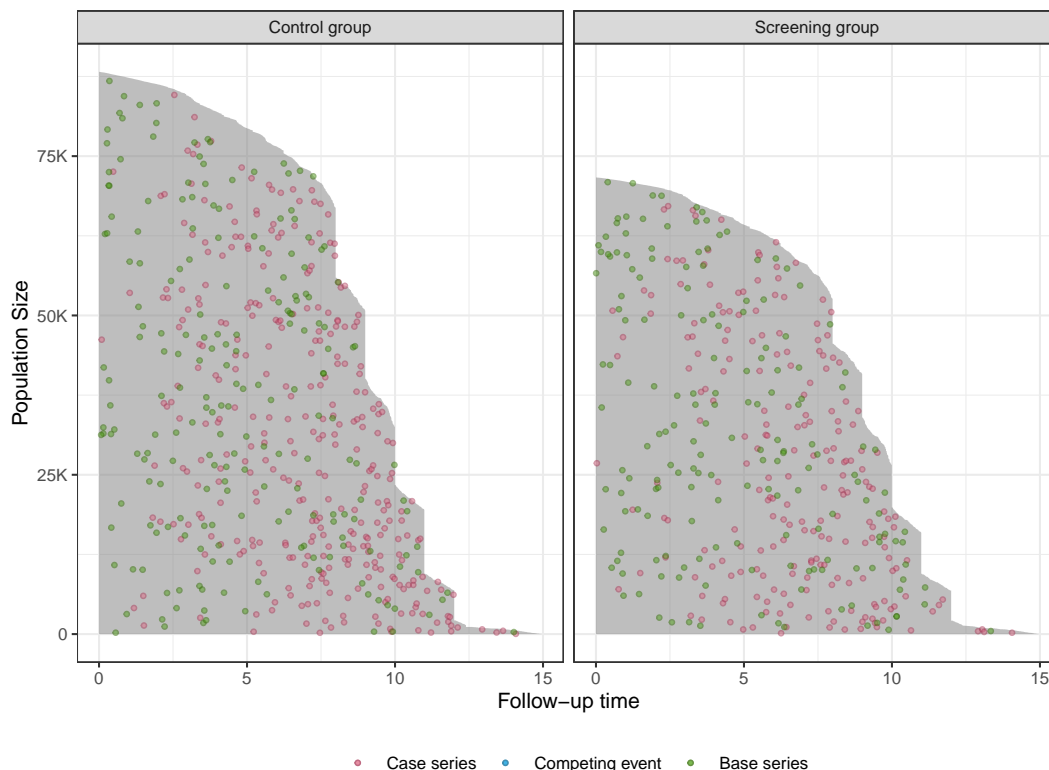 Control group Screening group
Population Size
75K
50K
25K
0
0 5 10 15 0 5 10 15
Follow−up time
Case series Competing event Base series